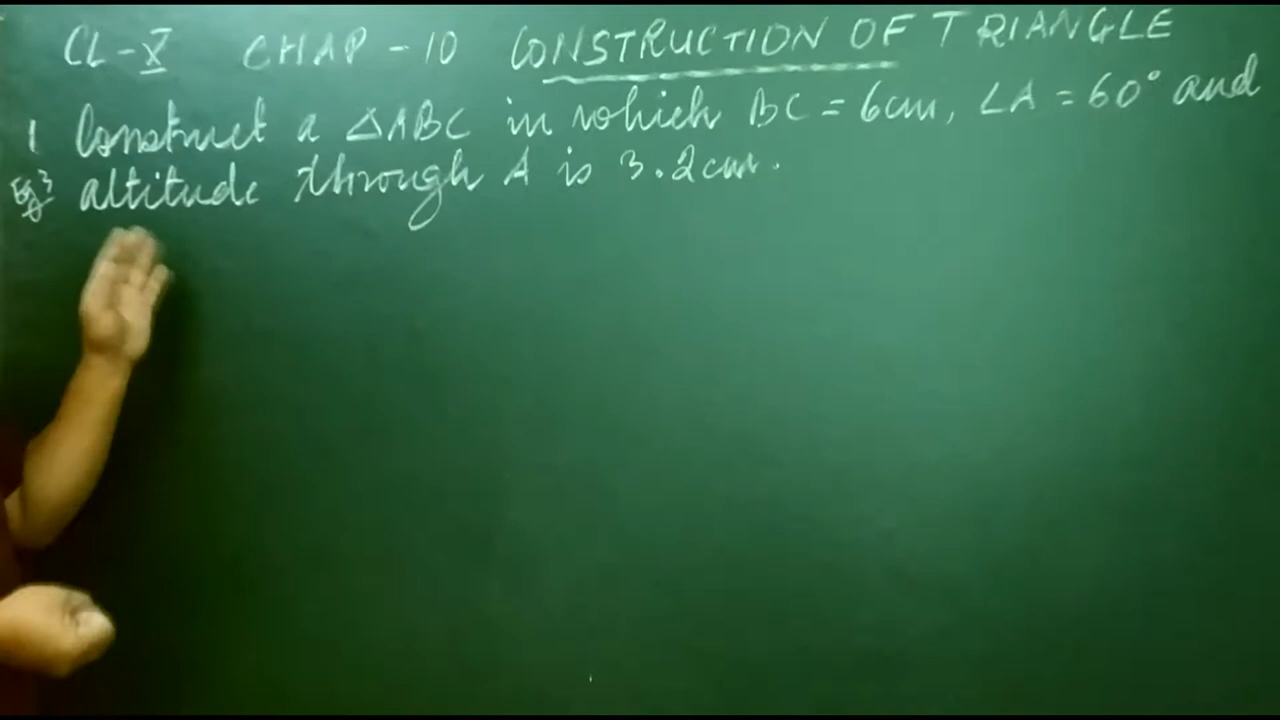 CL-X CHAP - 10 CONSTRUCTION OF TRIANGLE
1 Construct a △ABC in which BC = 6cm, ∠A = 60° and
altitude through A is 3.2cm.